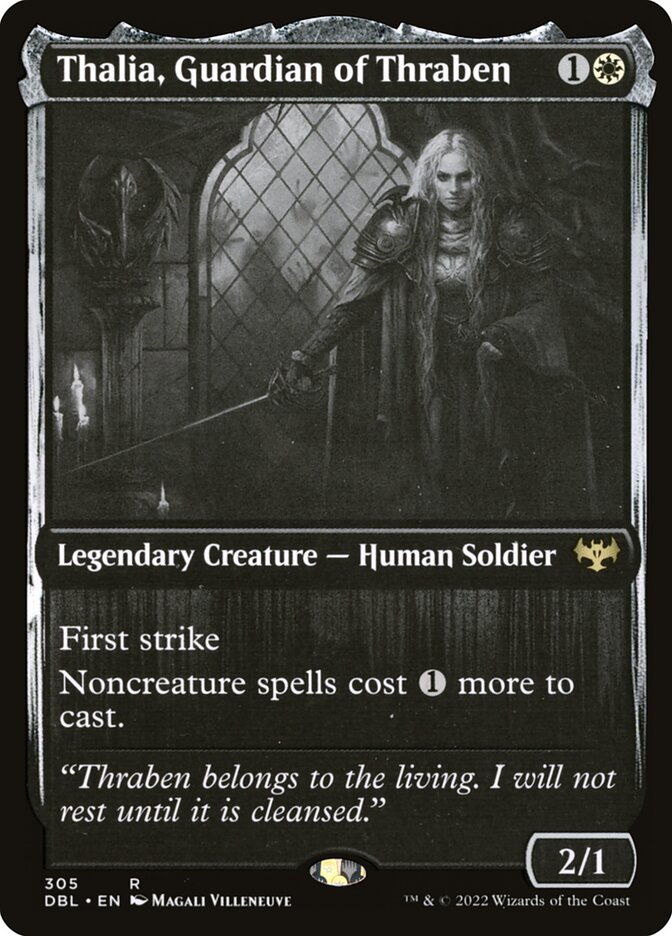 Thalia, Guardian of Thraben 1
Legendary Creature — Human Soldier
First strike
Noncreature spells cost 1 more to
cast.
“Thraben belongs to the living. I will not
rest until it is cleansed.”
2/1
305 R
DBL • EN Magali Villeneuve ™ & © 2022 Wizards of the Coast